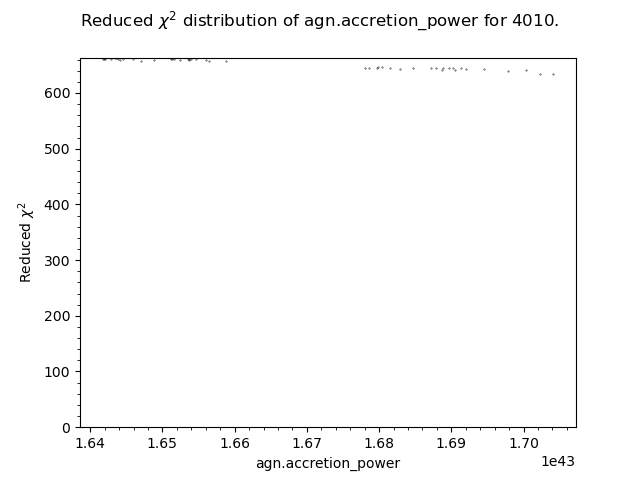 Reduced χ² distribution of agn.accretion_power for 4010.
600
500
400
300
200
100
0
Reduced χ²
1.64 1.65 1.66 1.67 1.68 1.69 1.70
1e43
agn.accretion_power